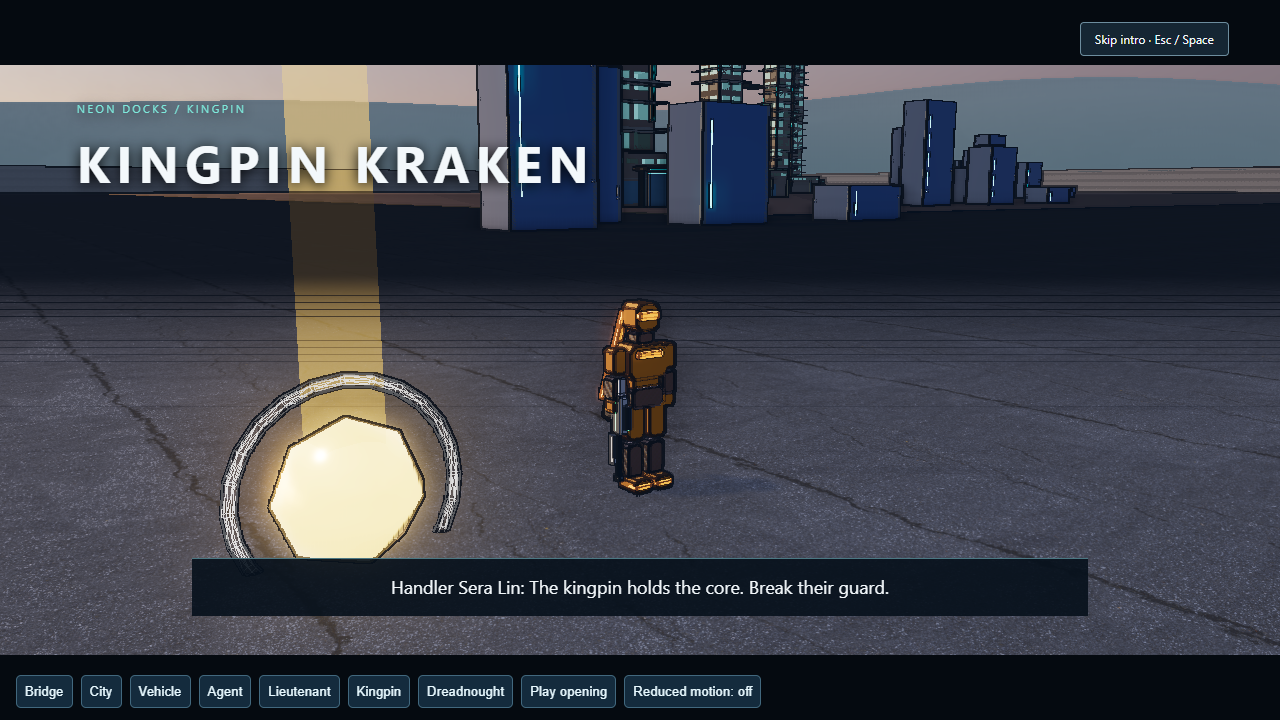 Skip intro · Esc / Space
NEON DOCKS / KINGPIN
KINGPIN KRAKEN
Handler Sera Lin: The kingpin holds the core. Break their guard.
Bridge
City
Vehicle
Agent
Lieutenant
Kingpin
Dreadnought
Play opening
Reduced motion: off